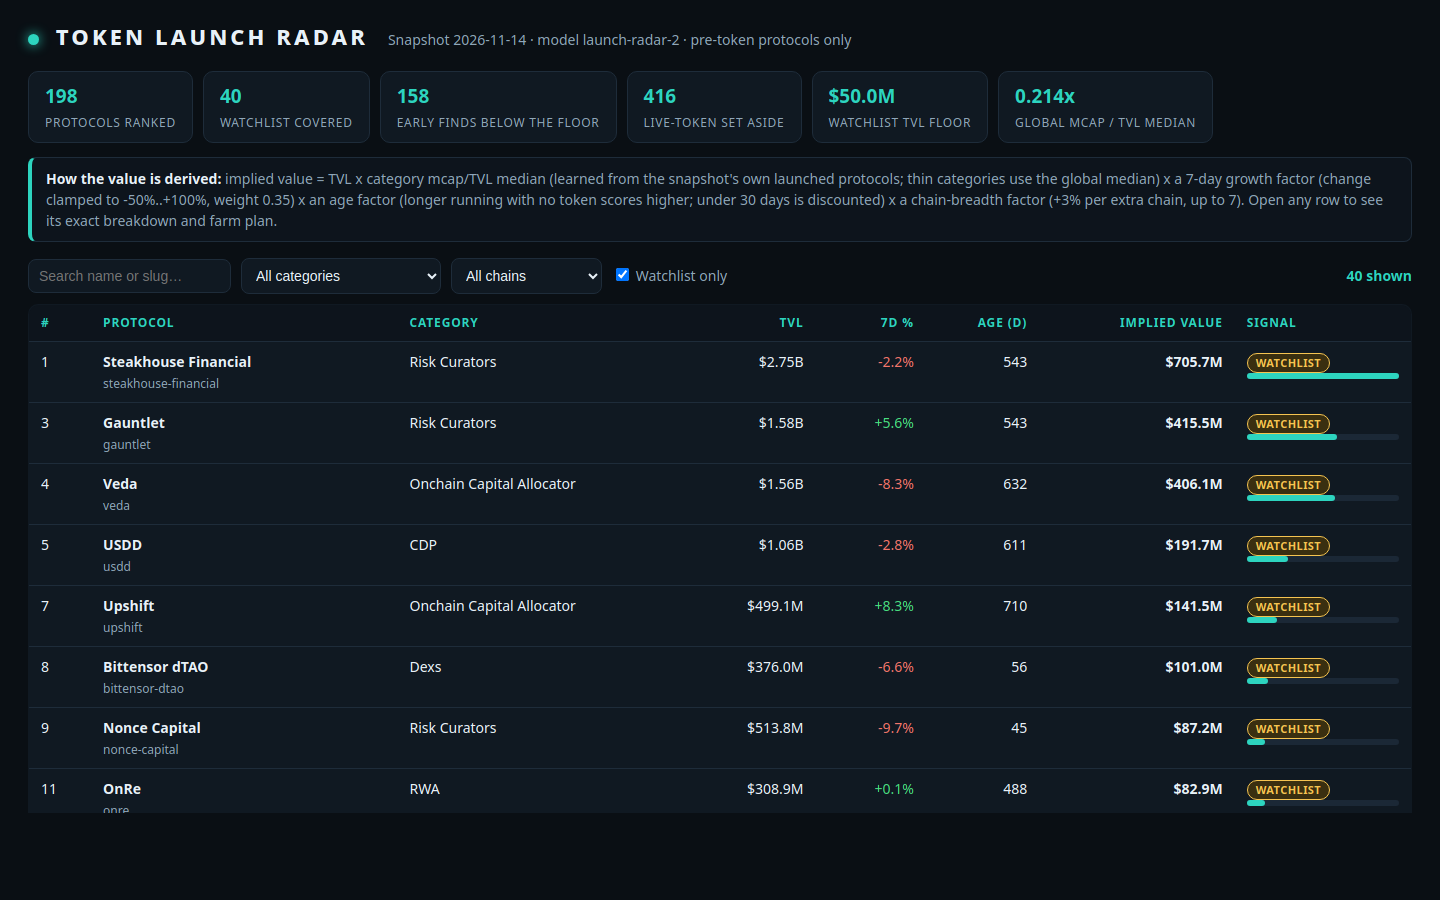 TOKEN LAUNCH RADAR Snapshot 2026-11-14 · model launch-radar-2 · pre-token protocols only
198 40 158 416 $50.0M 0.214x
PROTOCOLS RANKED WATCHLIST COVERED EARLY FINDS BELOW THE FLOOR LIVE-TOKEN SET ASIDE WATCHLIST TVL FLOOR GLOBAL MCAP / TVL MEDIAN
How the value is derived: implied value = TVL x category mcap/TVL median (learned from the snapshot's own launched protocols; thin categories use the global median) x a 7-day growth factor (change
clamped to -50%..+100%, weight 0.35) x an age factor (longer running with no token scores higher; under 30 days is discounted) x a chain-breadth factor (+3% per extra chain, up to 7). Open any row to see
its exact breakdown and farm plan.
Search name or slug… All categories All chains Watchlist only 40 shown
# PROTOCOL CATEGORY TVL 7D % AGE (D) IMPLIED VALUE SIGNAL
1 Steakhouse Financial Risk Curators $2.75B -2.2% 543 $705.7M WATCHLIST
steakhouse-financial
3 Gauntlet Risk Curators $1.58B +5.6% 543 $415.5M WATCHLIST
gauntlet
4 Veda Onchain Capital Allocator $1.56B -8.3% 632 $406.1M WATCHLIST
veda
5 USDD CDP $1.06B -2.8% 611 $191.7M WATCHLIST
usdd
7 Upshift Onchain Capital Allocator $499.1M +8.3% 710 $141.5M WATCHLIST
upshift
8 Bittensor dTAO Dexs $376.0M -6.6% 56 $101.0M WATCHLIST
bittensor-dtao
9 Nonce Capital Risk Curators $513.8M -9.7% 45 $87.2M WATCHLIST
nonce-capital
11 OnRe RWA $308.9M +0.1% 488 $82.9M WATCHLIST
onre